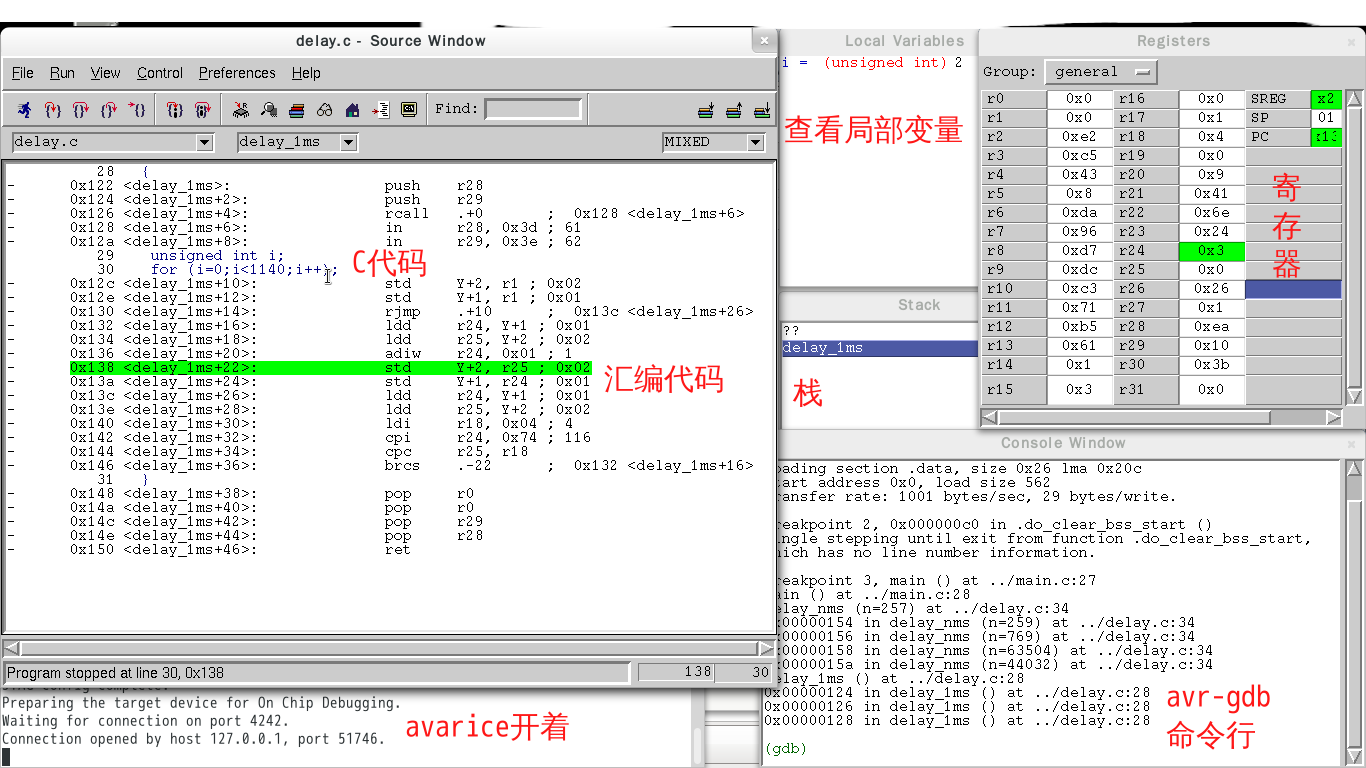 delay.c - Source Window
File Run View Control Preferences Help
Find:
delay.c delay_1ms MIXED
28 {
- 0x122 <delay_1ms>: push r28
- 0x124 <delay_1ms+2>: push r29
- 0x126 <delay_1ms+4>: rcall .+0 ; 0x128 <delay_1ms+6>
- 0x128 <delay_1ms+6>: in r28, 0x3d ; 61
- 0x12a <delay_1ms+8>: in r29, 0x3e ; 62
29 unsigned int i;
30 for (i=0;i<1140;i++);
C代码
- 0x12c <delay_1ms+10>: std Y+2, r1 ; 0x02
- 0x12e <delay_1ms+12>: std Y+1, r1 ; 0x01
- 0x130 <delay_1ms+14>: rjmp .+10 ; 0x13c <delay_1ms+26>
- 0x132 <delay_1ms+16>: ldd r24, Y+1 ; 0x01
- 0x134 <delay_1ms+18>: ldd r25, Y+2 ; 0x02
- 0x136 <delay_1ms+20>: adiw r24, 0x01 ; 1
- 0x138 <delay_1ms+22>: std Y+2, r25 ; 0x02
汇编代码
- 0x13a <delay_1ms+24>: std Y+1, r24 ; 0x01
- 0x13c <delay_1ms+26>: ldd r24, Y+1 ; 0x01
- 0x13e <delay_1ms+28>: ldd r25, Y+2 ; 0x02
- 0x140 <delay_1ms+30>: ldi r18, 0x04 ; 4
- 0x142 <delay_1ms+32>: cpi r24, 0x74 ; 116
- 0x144 <delay_1ms+34>: cpc r25, r18
- 0x146 <delay_1ms+36>: brcs .-22 ; 0x132 <delay_1ms+16>
31 }
- 0x148 <delay_1ms+38>: pop r0
- 0x14a <delay_1ms+40>: pop r0
- 0x14c <delay_1ms+42>: pop r29
- 0x14e <delay_1ms+44>: pop r28
- 0x150 <delay_1ms+46>: ret
Program stopped at line 30, 0x138 138 30
Preparing the target device for On Chip Debugging.
Waiting for connection on port 4242.
Connection opened by host 127.0.0.1, port 51746.
avarice开着
Local Variables
i = (unsigned int) 2
查看局部变量
Stack
??
delay_1ms
栈
Registers
Group: general
r0 0x0 r16 0x0 SREG x2
r1 0x0 r17 0x1 SP 01
r2 0xe2 r18 0x4 PC
r3 0xc5 r19 0x0
r4 0x43 r20 0x9
r5 0x8 r21 0x41
r6 0xda r22 0x6e
r7 0x96 r23 0x24
r8 0xd7 r24 0x3
r9 0xdc r25 0x0
r10 0xc3 r26 0x26
r11 0x71 r27 0x1
r12 0xb5 r28 0xea
r13 0x61 r29 0x10
r14 0x1 r30 0x3b
r15 0x3 r31 0x0
寄
存
器
Console Window
oading section .data, size 0x26 lma 0x20c
tart address 0x0, load size 562
ransfer rate: 1001 bytes/sec, 29 bytes/write.
reakpoint 2, 0x000000c0 in .do_clear_bss_start ()
ingle stepping until exit from function .do_clear_bss_start,
hich has no line number information.
reakpoint 3, main () at ../main.c:27
ain () at ../main.c:28
elay_nms (n=257) at ../delay.c:34
x00000154 in delay_nms (n=259) at ../delay.c:34
x00000156 in delay_nms (n=769) at ../delay.c:34
x00000158 in delay_nms (n=63504) at ../delay.c:34
x0000015a in delay_nms (n=44032) at ../delay.c:34
elay_1ms () at ../delay.c:28
0x00000124 in delay_1ms () at ../delay.c:28
0x00000126 in delay_1ms () at ../delay.c:28
0x00000128 in delay_1ms () at ../delay.c:28
(gdb)
avr-gdb
命令行